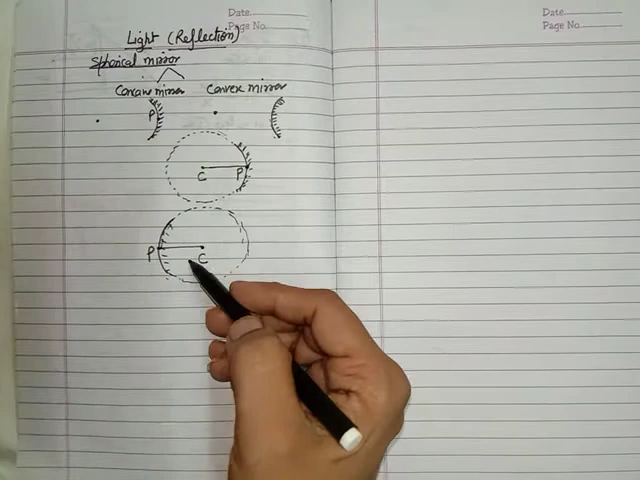 Date
Page No.
Date
Page No.
Light (Reflection)
Spherical mirror
Concave mirror Convex mirror
P
C P
P C